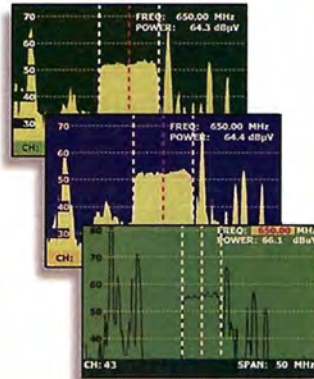 70
FREQ: 650.00 MHz
POWER: 64.3 dBµV
60
50
40
30
CH:
70
FREQ: 650.00 MHz
POWER: 64.4 dBµV
60
50
40
30
CH:
80
FREQ: 650.00 MHz
POWER: 66.1 dBµV
70
60
50
40
CH: 43 SPAN: 50 MHz